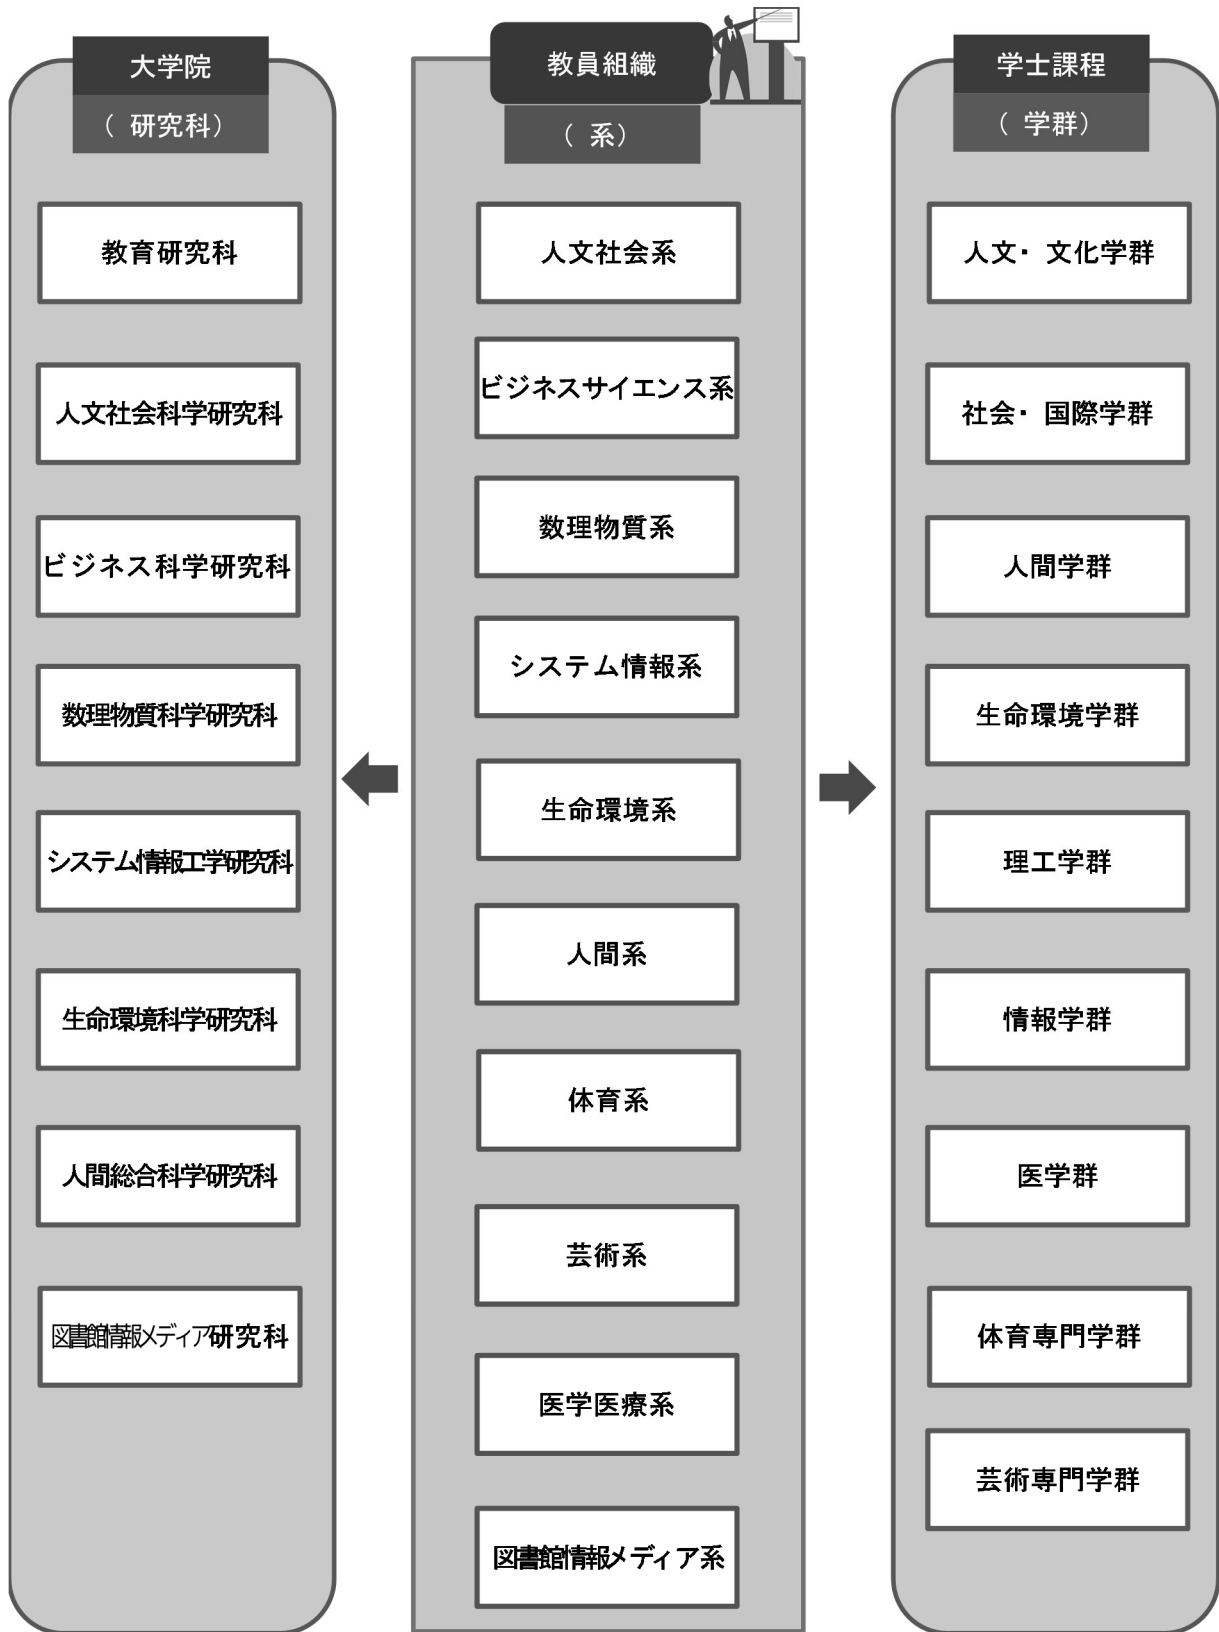 大学院
（ 研究科）
教育研究科
人文社会科学研究科
ビジネス科学研究科
数理物質科学研究科
システム情報工学研究科
生命環境科学研究科
人間総合科学研究科
図書館情報メディア研究科
教員組織
（ 系）
人文社会系
ビジネスサイエンス系
数理物質系
システム情報系
生命環境系
人間系
体育系
芸術系
医学医療系
図書館情報メディア系
学士課程
（ 学群）
人文・ 文化学群
社会・ 国際学群
人間学群
生命環境学群
理工学群
情報学群
医学群
体育専門学群
芸術専門学群